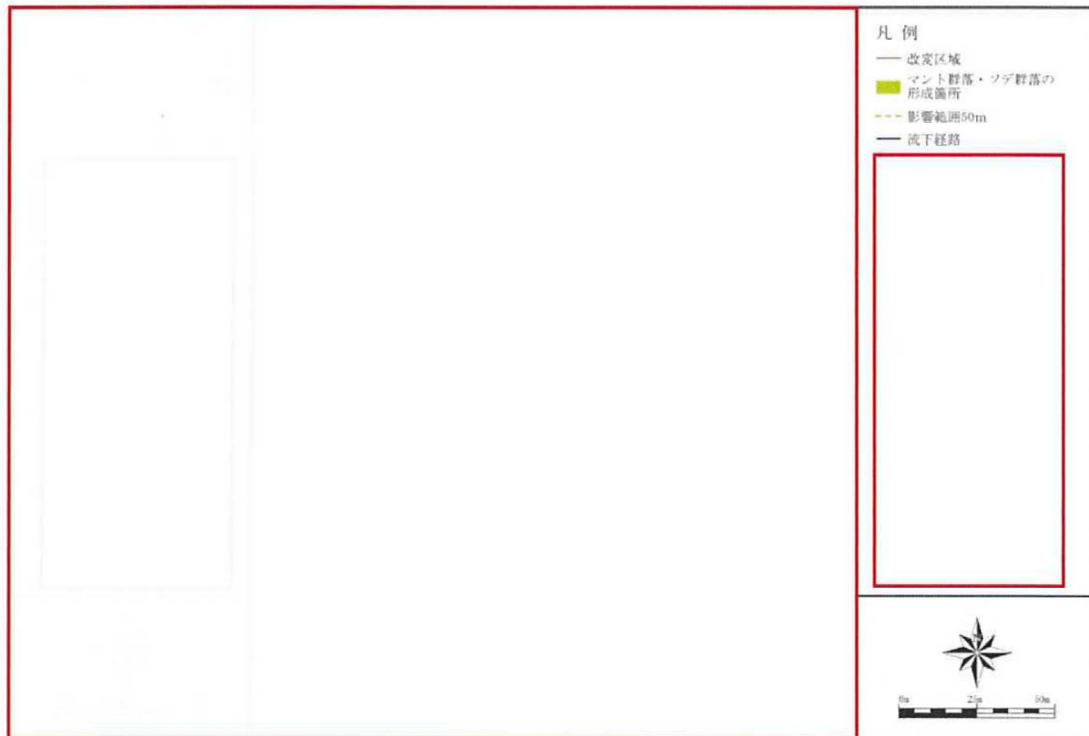 凡 例
改変区域
マント群落・ソデ群落の
形成箇所
影響範囲50m
流下経路
0m 25m 50m